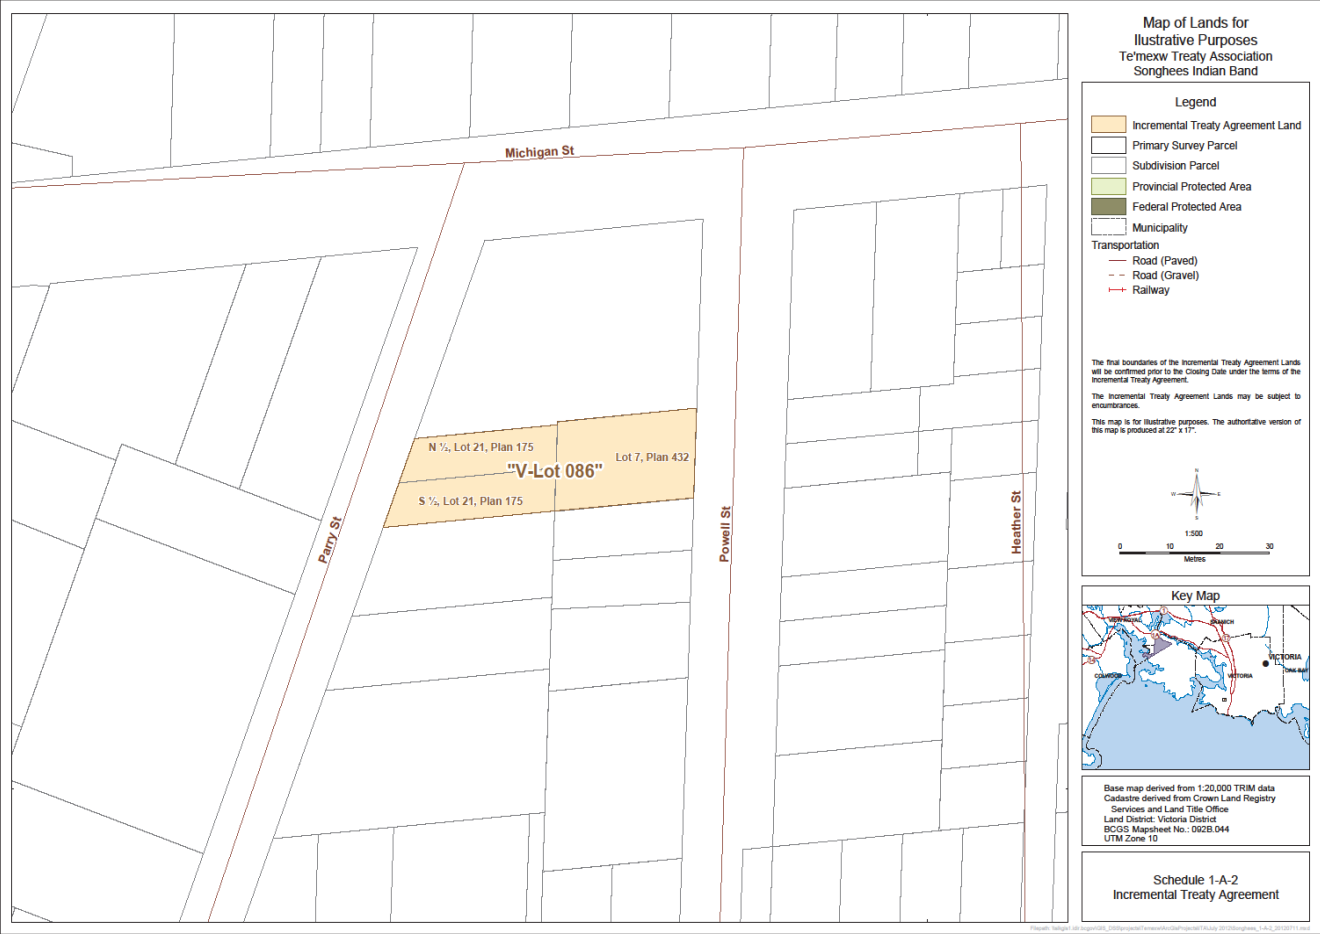 Map of Lands for
Ilustrative Purposes
Te'mexw Treaty Association
Songhees Indian Band
Legend
Incremental Treaty Agreement Land
Primary Survey Parcel
Subdivision Parcel
Provincial Protected Area
Federal Protected Area
Municipality
Transportation
Road (Paved)
Road (Gravel)
Railway
The final boundaries of the Incremental Treaty Agreement Lands
will be confirmed prior to the Closing Date under the terms of the
Incremental Treaty Agreement.
The Incremental Treaty Agreement Lands may be subject to
encumbrances.
This map is for illustrative purposes. The authoritative version of
this map is produced at 22" x 17".
N
W
E
S
1:500
0 10 20 30
Metres
Key Map
VIEW ROYAL
SAANICH
VICTORIA
OAK BAY
COLWOOD
VICTORIA
Base map derived from 1:20,000 TRIM data
Cadastre derived from Crown Land Registry
Services and Land Title Office
Land District: Victoria District
BCGS Mapsheet No.: 092B.044
UTM Zone 10
Schedule 1-A-2
Incremental Treaty Agreement
Michigan St
N ½, Lot 21, Plan 175
Lot 7, Plan 432
"V-Lot 086"
S ½, Lot 21, Plan 175
Parry St
Powell St
Heather St